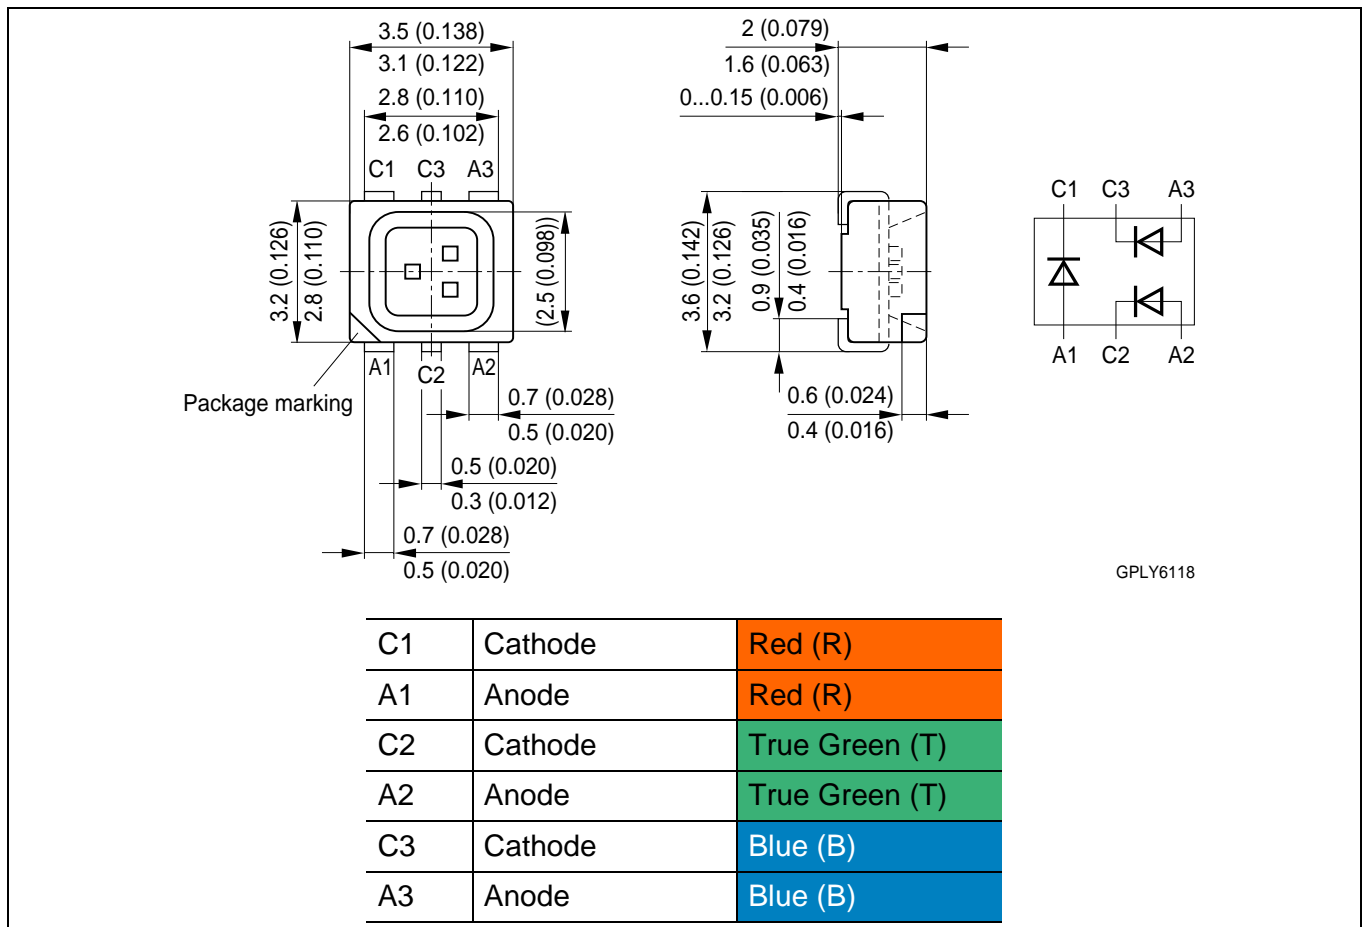 3.5 (0.138)
3.1 (0.122)
2.8 (0.110)
2.6 (0.102)
C1 C3 A3
3.2 (0.126)
2.8 (0.110)
(2.5 (0.098))
A1 C2 A2
Package marking
0.7 (0.028)
0.5 (0.020)
0.5 (0.020)
0.3 (0.012)
0.7 (0.028)
0.5 (0.020)
2 (0.079)
1.6 (0.063)
0...0.15 (0.006)
3.6 (0.142)
3.2 (0.126)
0.9 (0.035)
0.4 (0.016)
0.6 (0.024)
0.4 (0.016)
C1 C3 A3
A1 C2 A2
GPLY6118
C1 Cathode Red (R)
A1 Anode Red (R)
C2 Cathode True Green (T)
A2 Anode True Green (T)
C3 Cathode Blue (B)
A3 Anode Blue (B)